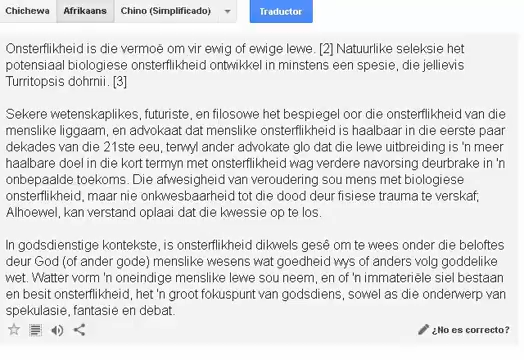 Chichewa Afrikaans Chino (Simplificado) Traductor
Onsterflikheid is die vermoë om vir ewig of ewige lewe. [2] Natuurlike seleksie het
potensiaal biologiese onsterflikheid ontwikkel in minstens een spesie, die jellievis
Turritopsis dohrnii. [3]
Sekere wetenskaplikes, futuriste, en filosowe het bespiegel oor die onsterflikheid van die
menslike liggaam, en advokaat dat menslike onsterflikheid is haalbaar in die eerste paar
dekades van die 21ste eeu, terwyl ander advokate glo dat die lewe uitbreiding is 'n meer
haalbare doel in die kort termyn met onsterflikheid wag verdere navorsing deurbrake in 'n
onbepaalde toekoms. Die afwesigheid van veroudering sou mens met biologiese
onsterflikheid, maar nie onkwesbaarheid tot die dood deur fisiese trauma te verskaf;
Alhoewel, kan verstand oplaai dat die kwessie op te los.
In godsdienstige kontekste, is onsterflikheid dikwels gesê om te wees onder die beloftes
deur God (of ander gode) menslike wesens wat goedheid wys of anders volg goddelike
wet. Watter vorm 'n oneindige menslike lewe sou neem, en of 'n immateriële siel bestaan
en besit onsterflikheid, het 'n groot fokuspunt van godsdiens, sowel as die onderwerp van
spekulasie, fantasie en debat.
¿No es correcto?